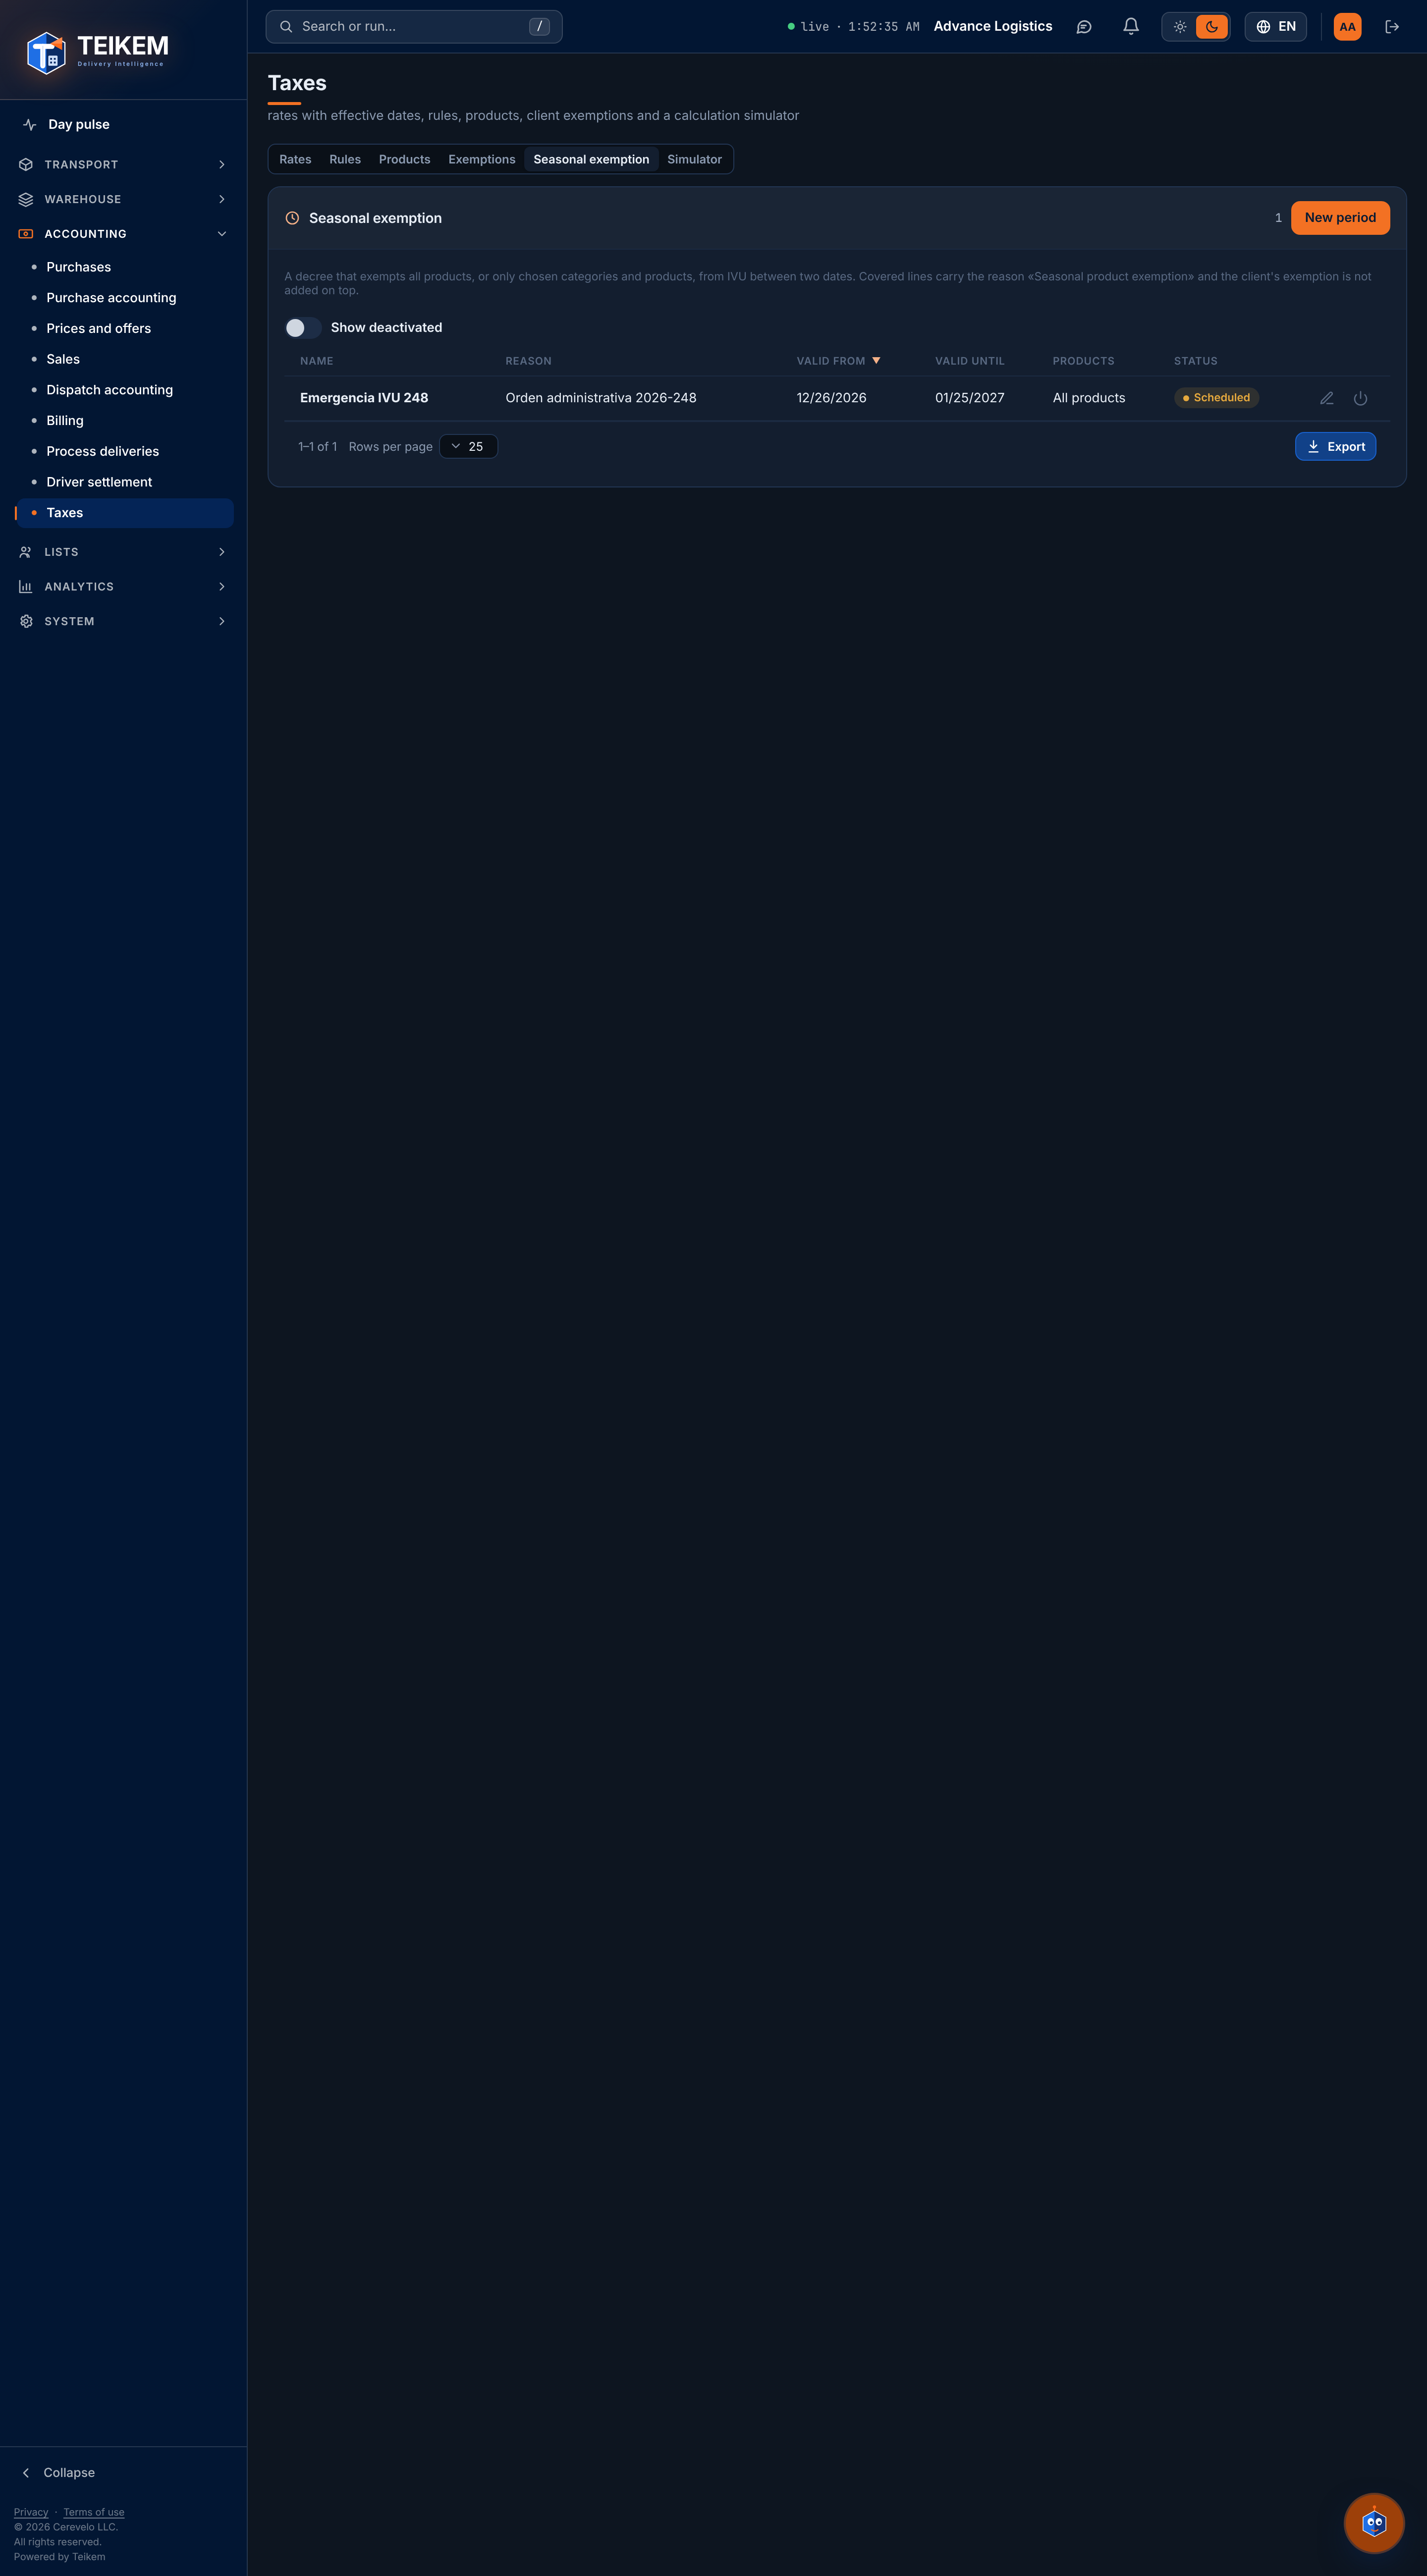 TEIKEM
Delivery Intelligence
Search or run...
/
live · 1:52:35 AM
Advance Logistics
EN
AA
Day pulse
TRANSPORT
WAREHOUSE
ACCOUNTING
Purchases
Purchase accounting
Prices and offers
Sales
Dispatch accounting
Billing
Process deliveries
Driver settlement
Taxes
LISTS
ANALYTICS
SYSTEM
Collapse
Privacy · Terms of use
© 2026 Cerevelo LLC.
All rights reserved.
Powered by Teikem
Taxes
rates with effective dates, rules, products, client exemptions and a calculation simulator
Rates Rules Products Exemptions Seasonal exemption Simulator
Seasonal exemption
1
New period
A decree that exempts all products, or only chosen categories and products, from IVU between two dates. Covered lines carry the reason «Seasonal product exemption» and the client's exemption is not
added on top.
Show deactivated
NAME REASON VALID FROM VALID UNTIL PRODUCTS STATUS
Emergencia IVU 248 Orden administrativa 2026-248 12/26/2026 01/25/2027 All products Scheduled
1–1 of 1 Rows per page 25
Export